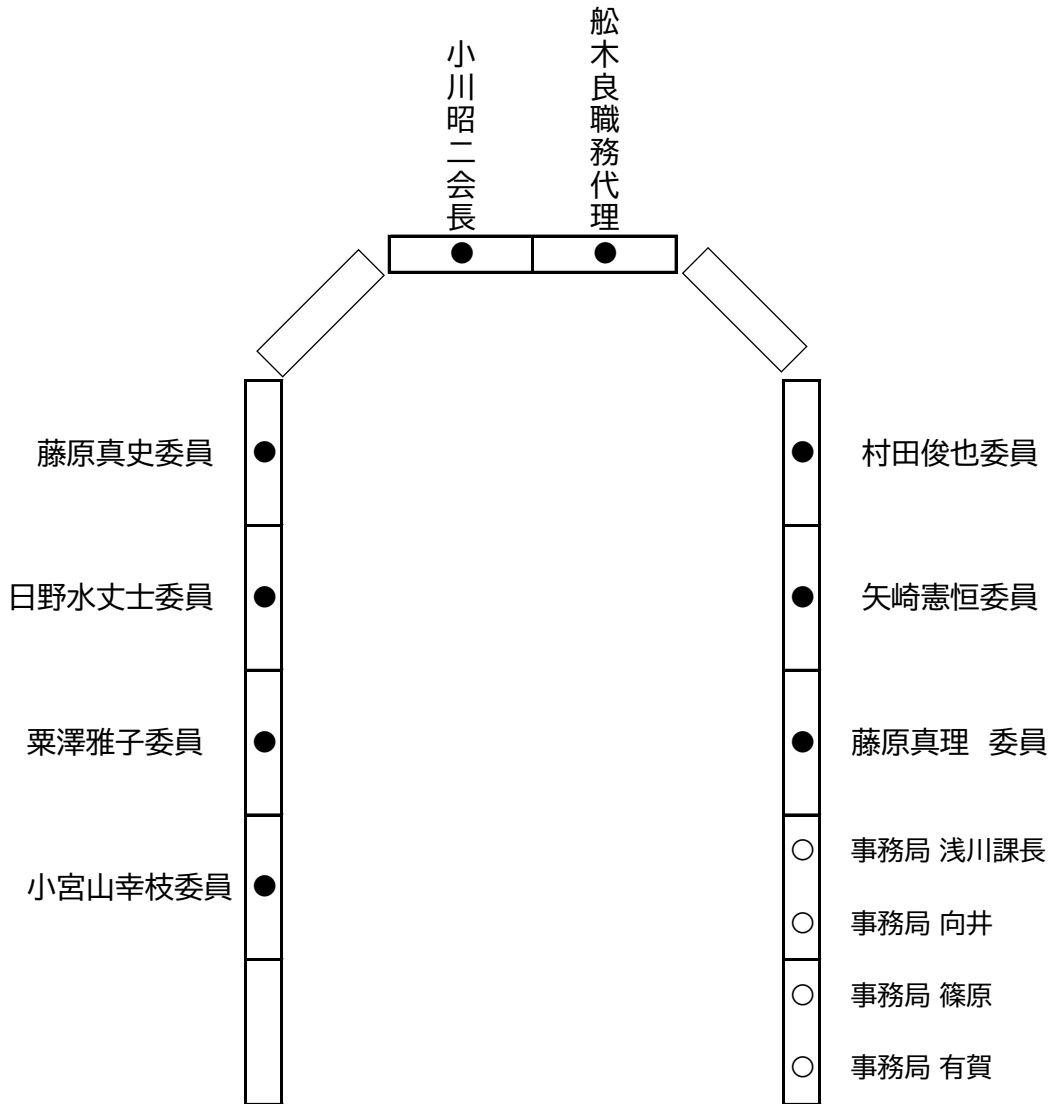 小川昭二会長
舩木良職務代理
藤原真史委員
日野水丈士委員
粟澤雅子委員
小宮山幸枝委員
村田俊也委員
矢崎憲恒委員
藤原真理 委員
事務局 浅川課長
事務局 向井
事務局 篠原
事務局 有賀